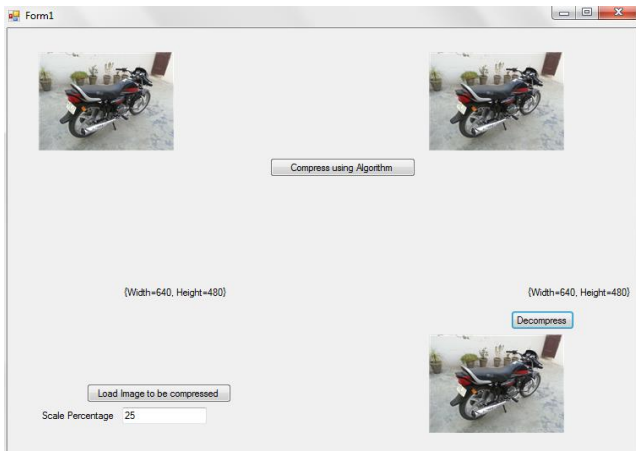 Form1
Compress using Algorithm
{Width=640, Height=480}
{Width=640, Height=480}
Decompress
Load Image to be compressed
Scale Percentage 25